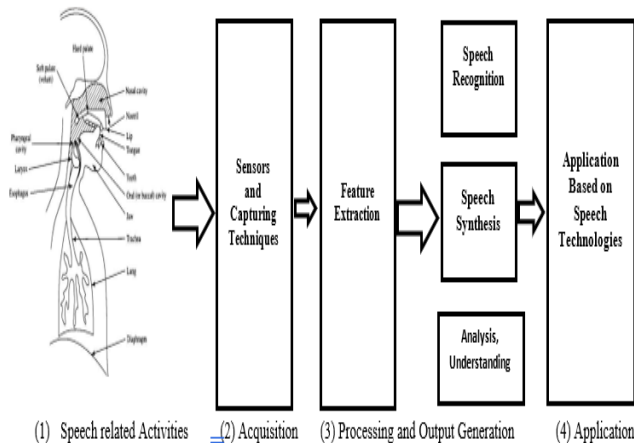 Hard palate
Soft palate
(velum)
Nasal cavity
Nostril
Lip
Tongue
Teeth
Pharyngeal
cavity
Larynx
Esophagus
Oral (or buccal) cavity
Jaw
Trachea
Lung
Diaphragm
Sensors
and
Capturing
Techniques
Feature
Extraction
Speech
Recognition
Speech
Synthesis
Analysis,
Understanding
Application
Based on
Speech
Technologies
(1) Speech related Activities
(2) Acquisition
(3) Processing and Output Generation
(4) Application